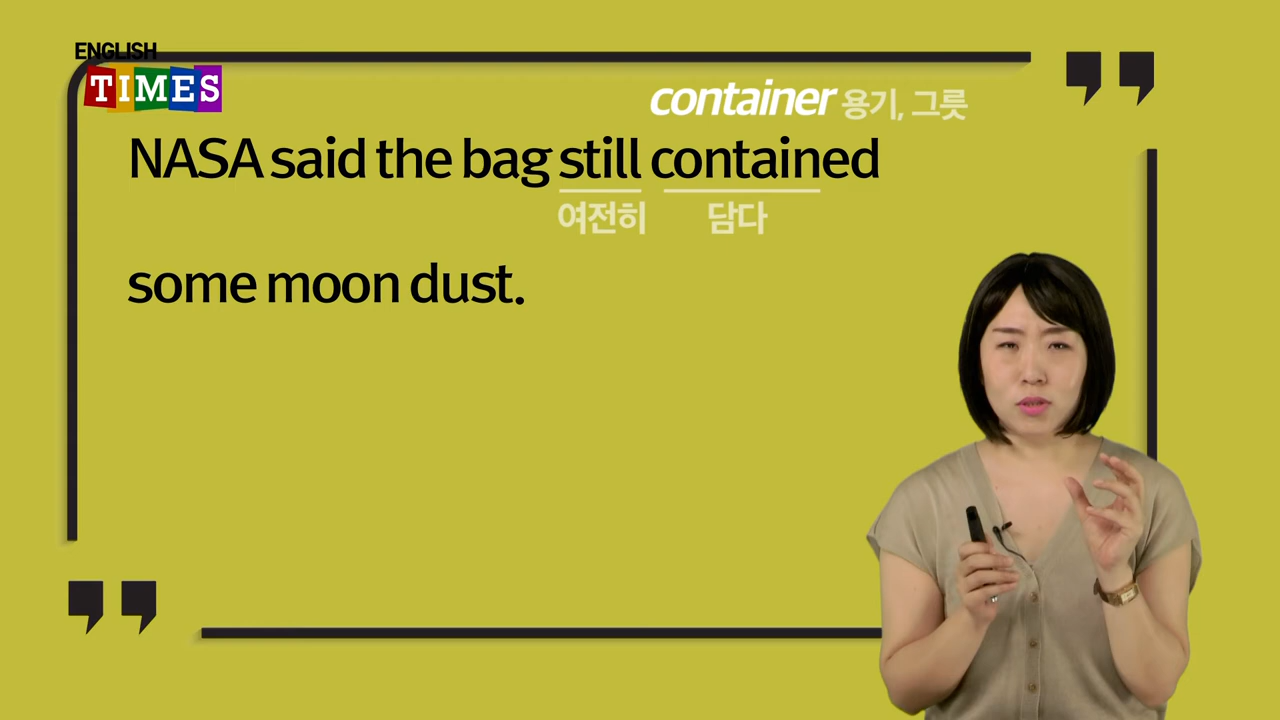 ENGLISH
TIMES
container 용기, 그릇
NASA said the bag still contained
여전히 담다
some moon dust.